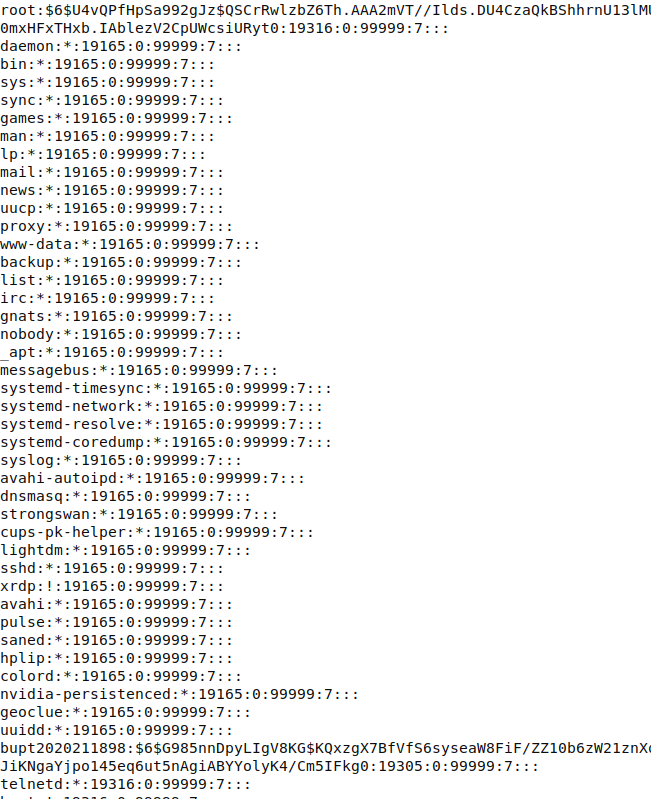 root:$6$U4vQPfHpSa992gJz$QSCrRwlzbZ6Th.AAA2mVT//Ilds.DU4CzaQkBShhrnU13lMU
0mxHFxTHxb.IAblezV2CpUWcsiURyt0:19316:0:99999:7:::
daemon:*:19165:0:99999:7:::
bin:*:19165:0:99999:7:::
sys:*:19165:0:99999:7:::
sync:*:19165:0:99999:7:::
games:*:19165:0:99999:7:::
man:*:19165:0:99999:7:::
lp:*:19165:0:99999:7:::
mail:*:19165:0:99999:7:::
news:*:19165:0:99999:7:::
uucp:*:19165:0:99999:7:::
proxy:*:19165:0:99999:7:::
www-data:*:19165:0:99999:7:::
backup:*:19165:0:99999:7:::
list:*:19165:0:99999:7:::
irc:*:19165:0:99999:7:::
gnats:*:19165:0:99999:7:::
nobody:*:19165:0:99999:7:::
_apt:*:19165:0:99999:7:::
messagebus:*:19165:0:99999:7:::
systemd-timesync:*:19165:0:99999:7:::
systemd-network:*:19165:0:99999:7:::
systemd-resolve:*:19165:0:99999:7:::
systemd-coredump:*:19165:0:99999:7:::
syslog:*:19165:0:99999:7:::
avahi-autoipd:*:19165:0:99999:7:::
dnsmasq:*:19165:0:99999:7:::
strongswan:*:19165:0:99999:7:::
cups-pk-helper:*:19165:0:99999:7:::
lightdm:*:19165:0:99999:7:::
sshd:*:19165:0:99999:7:::
xrdp:!:19165:0:99999:7:::
avahi:*:19165:0:99999:7:::
pulse:*:19165:0:99999:7:::
saned:*:19165:0:99999:7:::
hplip:*:19165:0:99999:7:::
colord:*:19165:0:99999:7:::
nvidia-persistenced:*:19165:0:99999:7:::
geoclue:*:19165:0:99999:7:::
uuidd:*:19165:0:99999:7:::
bupt2020211898:$6$G985nnDpyLIgV8KG$KQxzgX7BfVfS6syseaW8FiF/ZZ10b6zW21znX
JiKNgaYjpo145eq6ut5nAgiABYYolyK4/Cm5IFkg0:19305:0:99999:7:::
telnetd:*:19316:0:99999:7:::